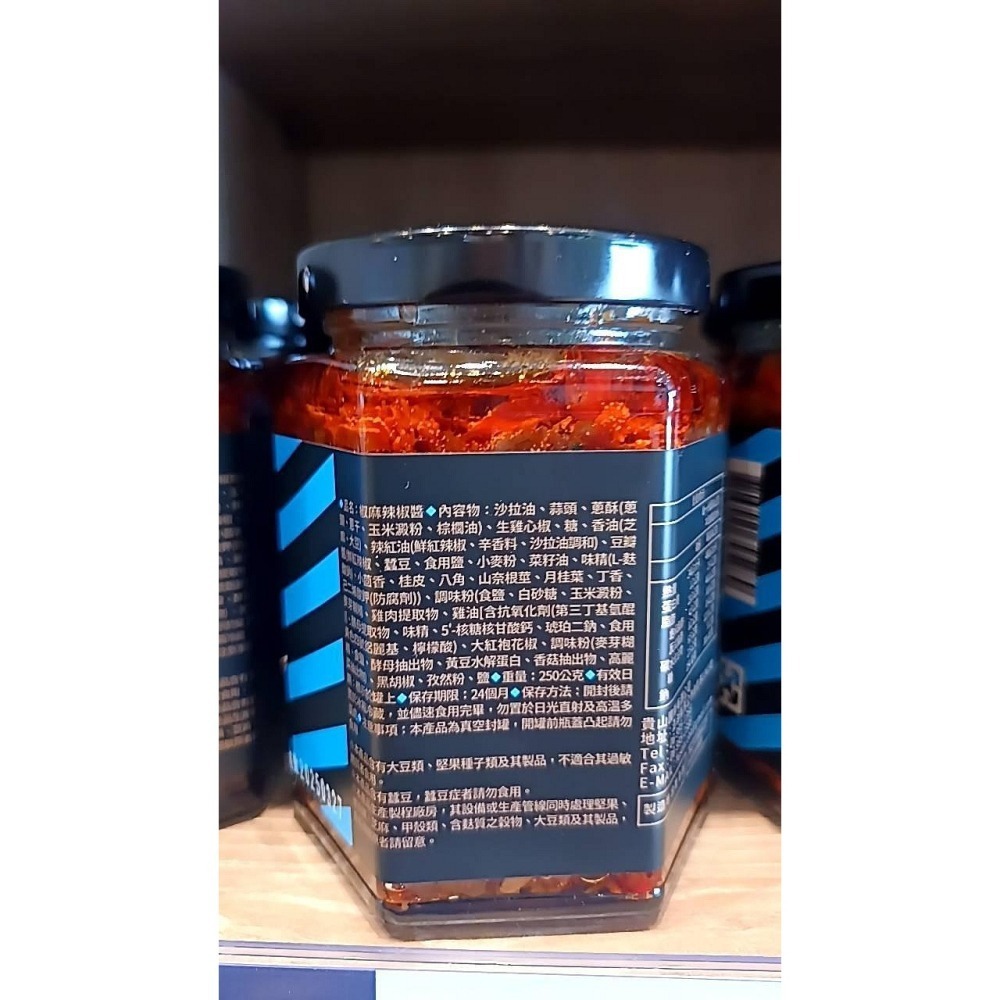 麻辣椒醬◆內容物：沙拉油、蒜頭、蔥酥(蔥
玉米澱粉、棕櫚油)、生雞心椒、糖、香油(芝
大豆)、辣紅油(鮮紅辣椒、辛香料、沙拉油調和)、豆瓣
蠶豆、食用鹽、小麥粉、菜籽油、味精(L-麩
小茴香、桂皮、八角、山奈根莖、月桂葉、丁香
(防腐劑))、調味粉(食鹽、白砂糖、玉米澱粉、
雞肉提取物、雞油[含抗氧化劑(第三丁基氫醌
取物、味精、5'-核糖核苷酸鈣、琥珀二鈉、食用
檸檬酸)、大紅袍花椒、調味粉(麥芽糊
酵母抽出物、黃豆水解蛋白、香菇抽出物、高麗
黑胡椒、孜然粉、鹽◆重量：250公克◆有效日
罐上◆保存期限：24個月◆保存方法：開封後請
冷藏，並儘速食用完畢，勿置於日光直射及高溫多
事項：本產品為真空封罐，開罐前瓶蓋凸起請勿
有大豆類、堅果種子類及其製品，不適合其過敏
有蠶豆，蠶豆症者請勿食用。
產製程廠房，其設備或生產管線同時處理堅果、
芝麻、甲殼類、含麩質之穀物、大豆類及其製品，
者請留意。
20250327
貴
地址
Tel
Fax
E-M
製造